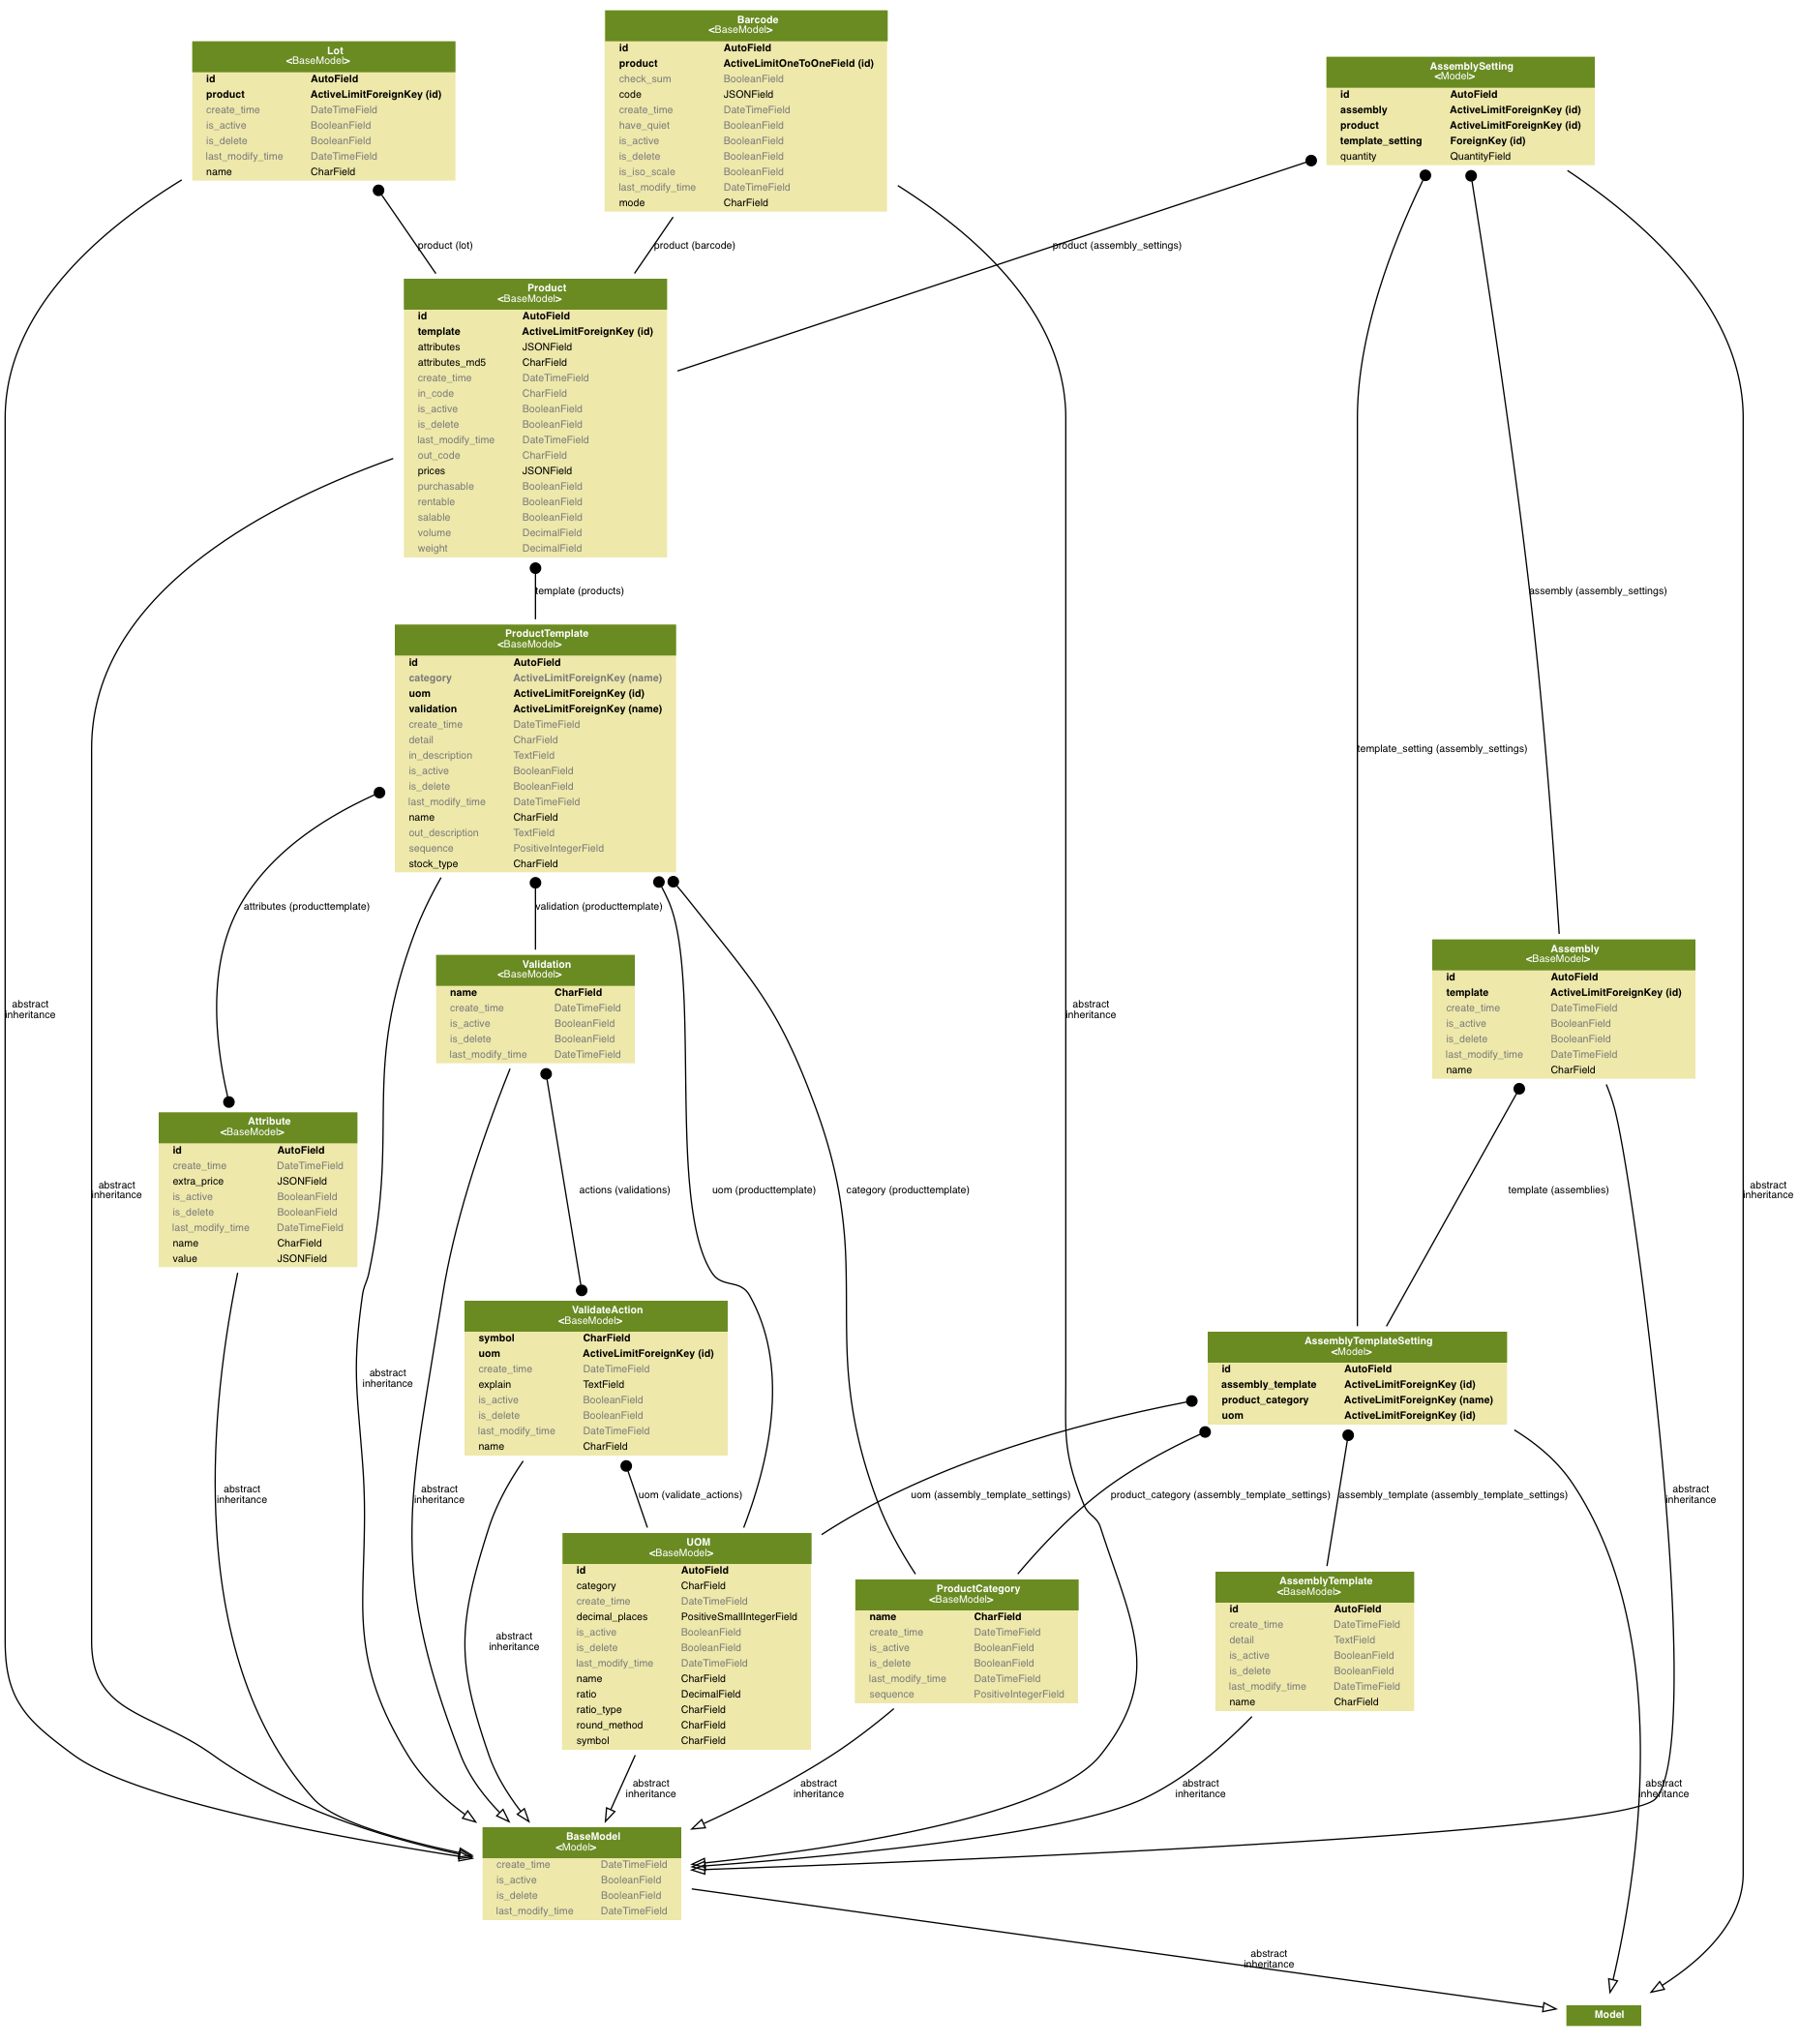 Lot
<BaseModel>
id AutoField
product ActiveLimitForeignKey (id)
create_time DateTimeField
is_active BooleanField
is_delete BooleanField
last_modify_time DateTimeField
name CharField
Barcode
<BaseModel>
id AutoField
product ActiveLimitOneToOneField (id)
check_sum BooleanField
code JSONField
create_time DateTimeField
have_quiet BooleanField
is_active BooleanField
is_delete BooleanField
is_iso_scale BooleanField
last_modify_time DateTimeField
mode CharField
AssemblySetting
<Model>
id AutoField
assembly ActiveLimitForeignKey (id)
product ActiveLimitForeignKey (id)
template_setting ForeignKey (id)
quantity QuantityField
product (lot)
product (barcode)
product (assembly_settings)
Product
<BaseModel>
id AutoField
template ActiveLimitForeignKey (id)
attributes JSONField
attributes_md5 CharField
create_time DateTimeField
in_code CharField
is_active BooleanField
is_delete BooleanField
last_modify_time DateTimeField
out_code CharField
prices JSONField
purchasable BooleanField
rentable BooleanField
salable BooleanField
volume DecimalField
weight DecimalField
template (products)
assembly (assembly_settings)
ProductTemplate
<BaseModel>
id AutoField
category ActiveLimitForeignKey (name)
uom ActiveLimitForeignKey (id)
validation ActiveLimitForeignKey (name)
create_time DateTimeField
detail CharField
in_description TextField
is_active BooleanField
is_delete BooleanField
last_modify_time DateTimeField
name CharField
out_description TextField
sequence PositiveIntegerField
stock_type CharField
template_setting (assembly_settings)
attributes (producttemplate)
validation (producttemplate)
Validation
<BaseModel>
name CharField
create_time DateTimeField
is_active BooleanField
is_delete BooleanField
last_modify_time DateTimeField
Assembly
<BaseModel>
id AutoField
template ActiveLimitForeignKey (id)
create_time DateTimeField
is_active BooleanField
is_delete BooleanField
last_modify_time DateTimeField
name CharField
abstract
inheritance
abstract
inheritance
Attribute
<BaseModel>
id AutoField
create_time DateTimeField
extra_price JSONField
is_active BooleanField
is_delete BooleanField
last_modify_time DateTimeField
name CharField
value JSONField
abstract
inheritance
actions (validations)
uom (producttemplate)
category (producttemplate)
template (assemblies)
abstract
inheritance
ValidateAction
<BaseModel>
symbol CharField
uom ActiveLimitForeignKey (id)
create_time DateTimeField
explain TextField
is_active BooleanField
is_delete BooleanField
last_modify_time DateTimeField
name CharField
AssemblyTemplateSetting
<Model>
id AutoField
assembly_template ActiveLimitForeignKey (id)
product_category ActiveLimitForeignKey (name)
uom ActiveLimitForeignKey (id)
abstract
inheritance
abstract
inheritance
abstract
inheritance
uom (validate_actions)
uom (assembly_template_settings)
product_category (assembly_template_settings)
assembly_template (assembly_template_settings)
abstract
inheritance
UOM
<BaseModel>
id AutoField
category CharField
create_time DateTimeField
decimal_places PositiveSmallIntegerField
is_active BooleanField
is_delete BooleanField
last_modify_time DateTimeField
name CharField
ratio DecimalField
ratio_type CharField
round_method CharField
symbol CharField
ProductCategory
<BaseModel>
name CharField
create_time DateTimeField
is_active BooleanField
is_delete BooleanField
last_modify_time DateTimeField
sequence PositiveIntegerField
AssemblyTemplate
<BaseModel>
id AutoField
create_time DateTimeField
detail TextField
is_active BooleanField
is_delete BooleanField
last_modify_time DateTimeField
name CharField
abstract
inheritance
abstract
inheritance
abstract
inheritance
abstract
inheritance
abstract
inheritance
BaseModel
<Model>
create_time DateTimeField
is_active BooleanField
is_delete BooleanField
last_modify_time DateTimeField
abstract
inheritance
Model